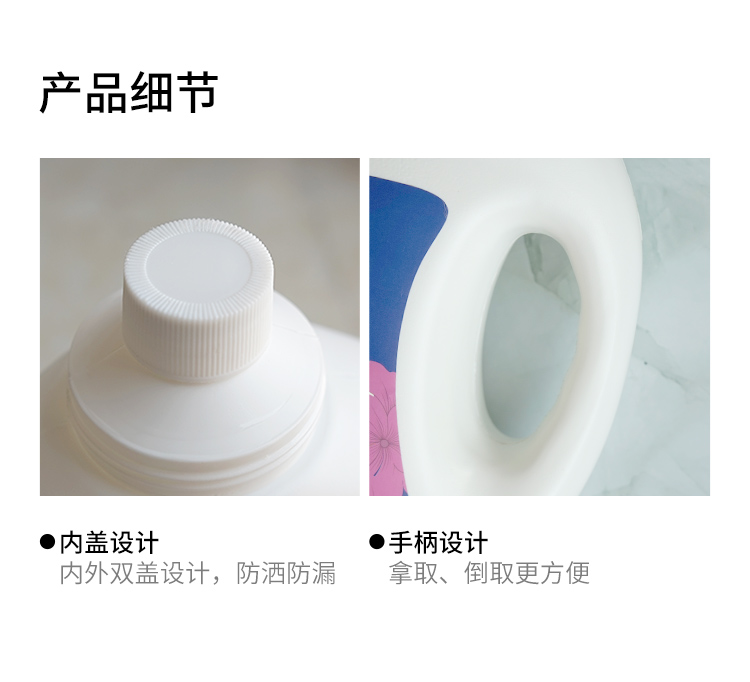 产品细节
●内盖设计
内外双盖设计，防洒防漏
●手柄设计
拿取、倒取更方便